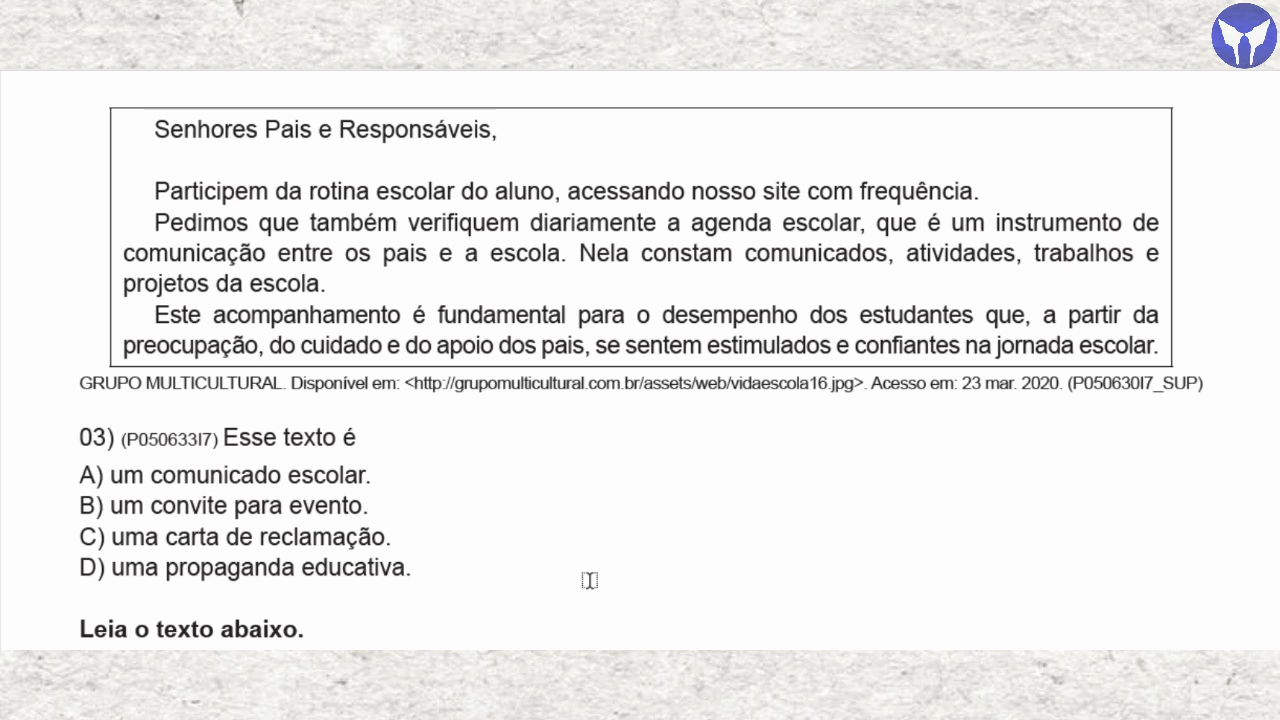 Senhores Pais e Responsáveis,
Participem da rotina escolar do aluno, acessando nosso site com frequência.
Pedimos que também verifiquem diariamente a agenda escolar, que é um instrumento de
comunicação entre os pais e a escola. Nela constam comunicados, atividades, trabalhos e
projetos da escola.
Este acompanhamento é fundamental para o desempenho dos estudantes que, a partir da
preocupação, do cuidado e do apoio dos pais, se sentem estimulados e confiantes na jornada escolar.
GRUPO MULTICULTURAL. Disponível em: <http://grupomulticultural.com.br/assets/web/vidaescola16.jpg>. Acesso em: 23 mar. 2020. (P050630I7_SUP)
03) (P050633I7) Esse texto é
A) um comunicado escolar.
B) um convite para evento.
C) uma carta de reclamação.
D) uma propaganda educativa.
Leia o texto abaixo.